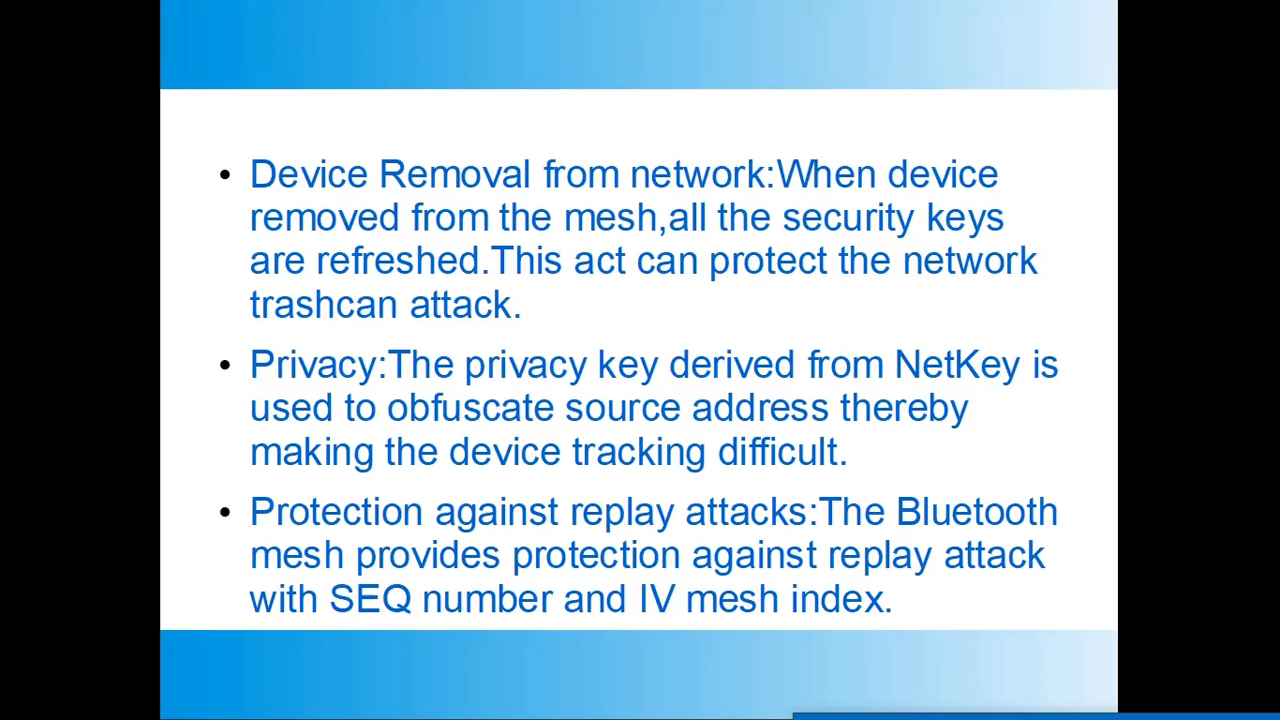 • Device Removal from network:When device
removed from the mesh,all the security keys
are refreshed.This act can protect the network
trashcan attack.
• Privacy:The privacy key derived from NetKey is
used to obfuscate source address thereby
making the device tracking difficult.
• Protection against replay attacks:The Bluetooth
mesh provides protection against replay attack
with SEQ number and IV mesh index.